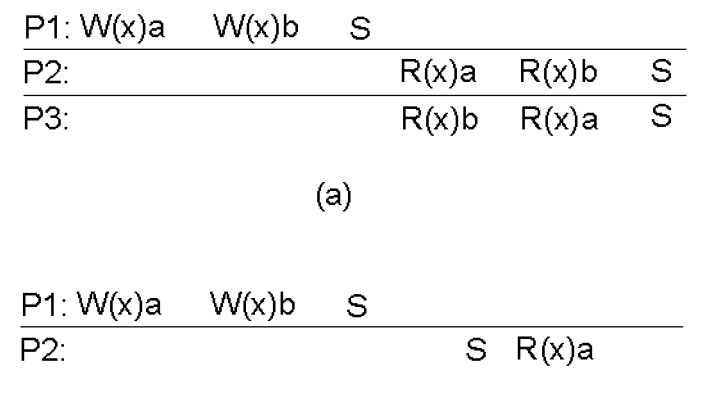 P1: W(x)a W(x)b S
P2: R(x)a R(x)b S
P3: R(x)b R(x)a S
(a)
P1: W(x)a W(x)b S
P2: S R(x)a